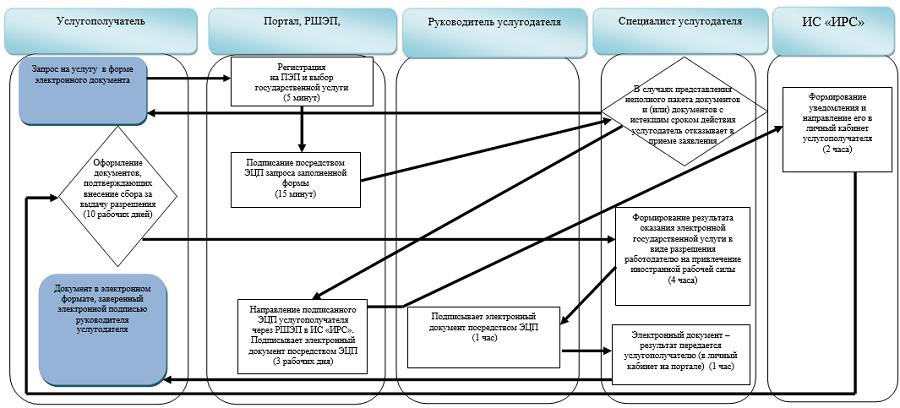 Услугополучатель
Портал, РШЭП,
Руководитель услугодателя
Специалист услугодателя
ИС «ИРС»
Запрос на услугу в форме
электронного документа
Регистрация
на ПЭП и выбор
государственной услуги
(5 минут)
В случаях представления
неполного пакета документов
и (или) документов с
истекшим сроком действия
услугодатель отказывает в
приеме заявления
Формирование
уведомления и
направление его в
личный кабинет
услугополучателя
(2 часа)
Оформление
документов,
подтверждающих
внесение сбора за
выдачу разрешения
(10 рабочих дней)
Подписание посредством
ЭЦП запроса заполненной
формы
(15 минут)
Формирование результата
оказания электронной
государственной услуги в
виде разрешения
работодателю на привлечение
иностранной рабочей силы
(4 часа)
Документ в электронном
формате, заверенный
электронной подписью
руководителя
услугодателя
Направление подписанного
ЭЦП услугополучателя
через РШЭП в ИС «ИРС».
Подписывает электронный
документ посредством ЭЦП
(3 рабочих дня)
Подписывает электронный
документ посредством ЭЦП
(1 час)
Электронный документ –
результат передается
услугополучателю (в личный
кабинет на портале) (1 час)